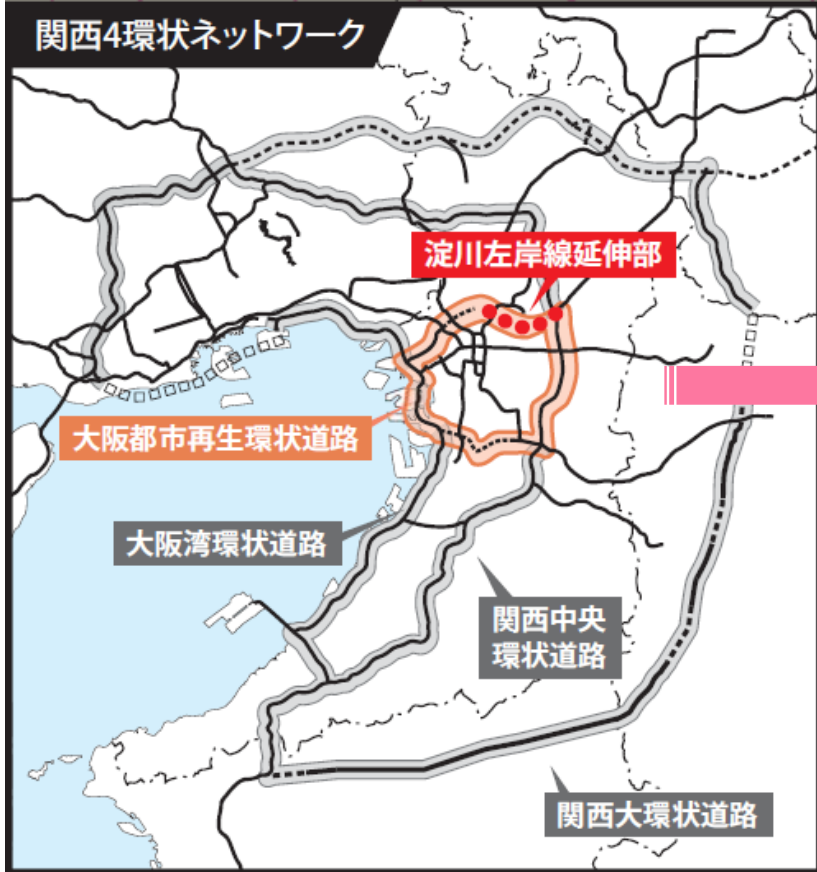 関西4環状ネットワーク
淀川左岸線延伸部
大阪都市再生環状道路
大阪湾環状道路
関西中央
環状道路
関西大環状道路